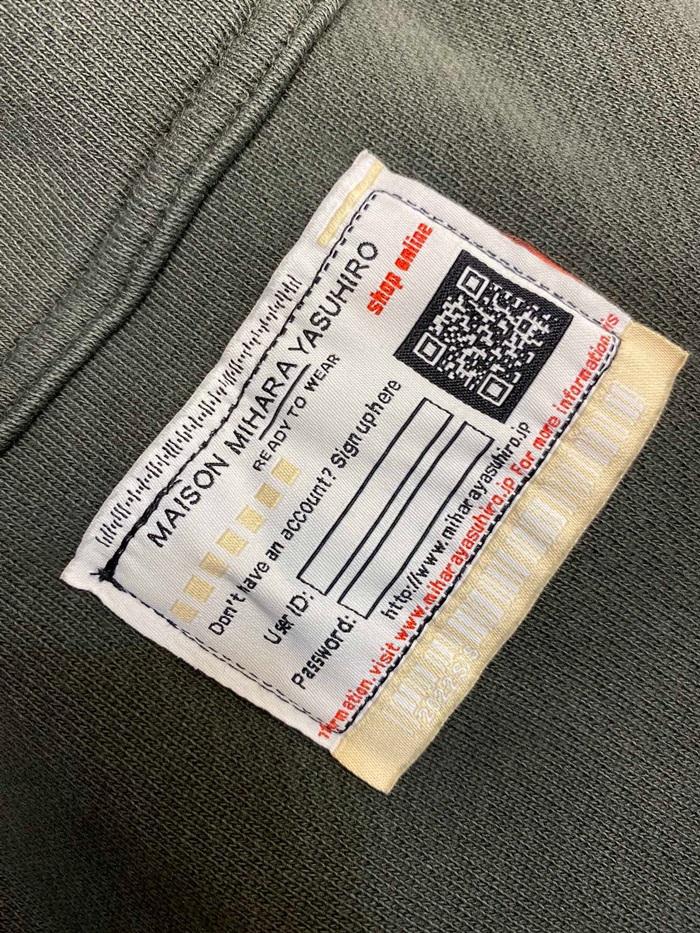 MAISON MIHARA YASUHIRO
READY TO WEAR
shop online
Don't have an account? Sign up here
User ID:
Password:
http://www.miharayasuhiro.jp
rmation.visit www.miharayasuhiro.jp For more information.vis